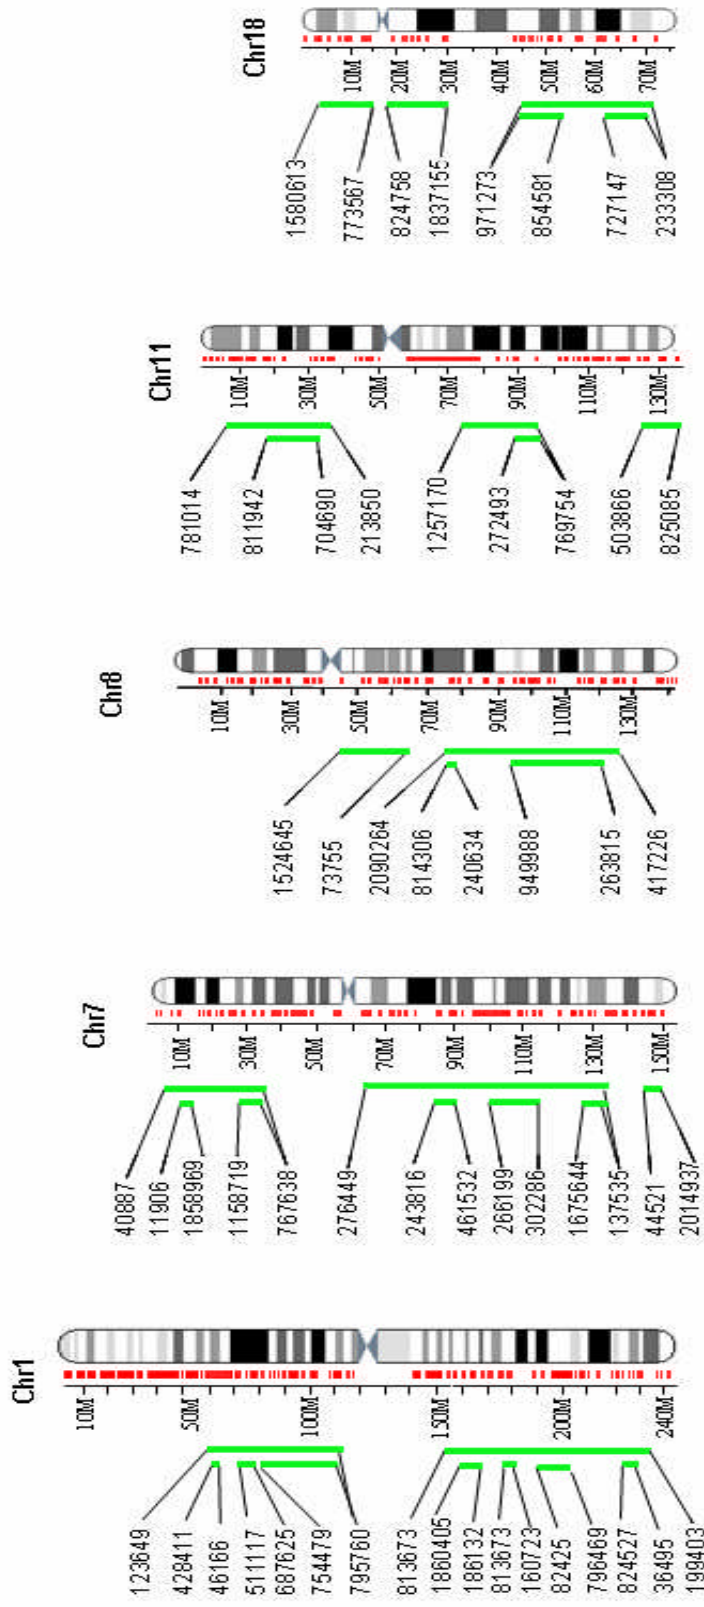 Chr18
10M
20M
30M
40M
50M
60M
70M
1580613
773567
824758
1837155
971273
854581
727147
233308
Chr11
10M
30M
50M
70M
90M
110M
130M
781014
811942
704690
213850
1257170
272493
769754
503866
825085
Chr8
10M
30M
50M
70M
90M
110M
130M
1524645
73755
2090264
814306
240634
949988
263815
417226
Chr7
10M
30M
50M
70M
90M
110M
130M
150M
40887
11906
1858969
1158719
767638
276449
243816
461532
266199
302286
1675644
137535
44521
2014937
Chr1
10M
50M
100M
150M
200M
240M
123649
428411
46166
511117
687625
754479
795760
813673
1860405
186132
813673
160723
82425
796469
824527
36495
199403